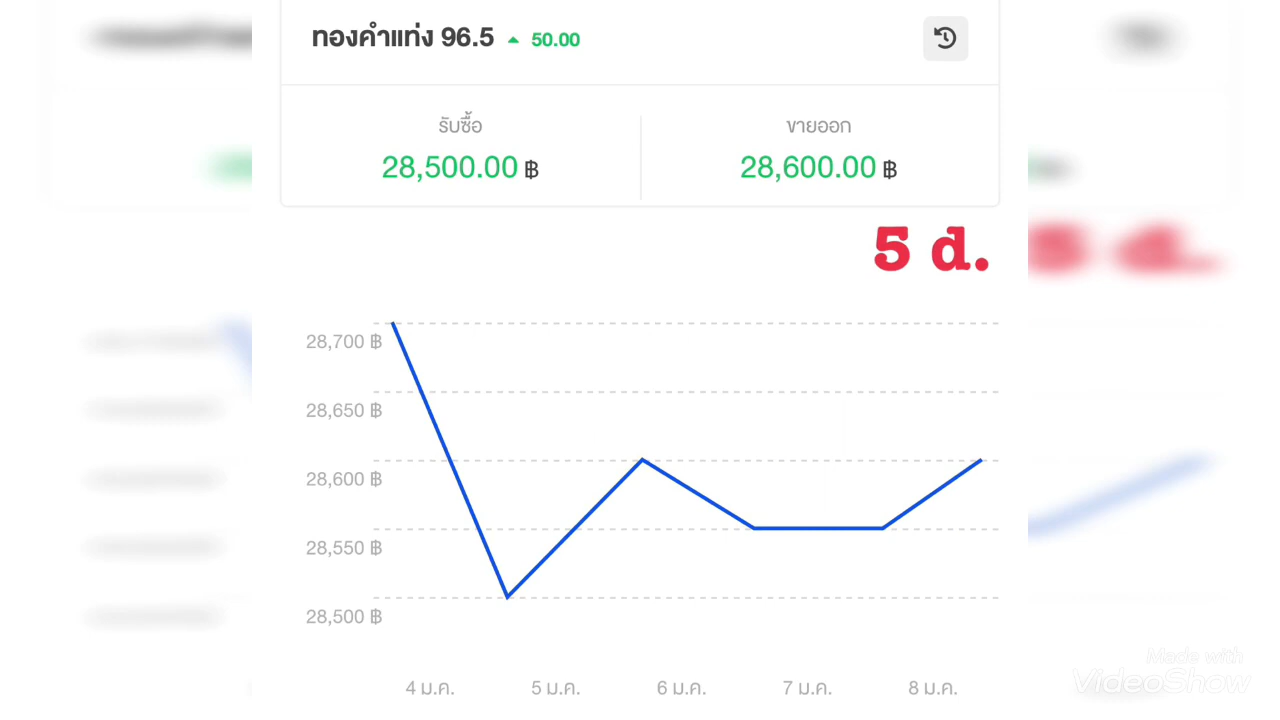 ทองคำแท่ง 96.5 50.00
รับซื้อ ขายออก
28,500.00 ฿ 28,600.00 ฿
5 ด.
28,700 ฿
28,650 ฿
28,600 ฿
28,550 ฿
28,500 ฿
4 ม.ค. 5 ม.ค. 6 ม.ค. 7 ม.ค. 8 ม.ค.
Made with
VideoShow